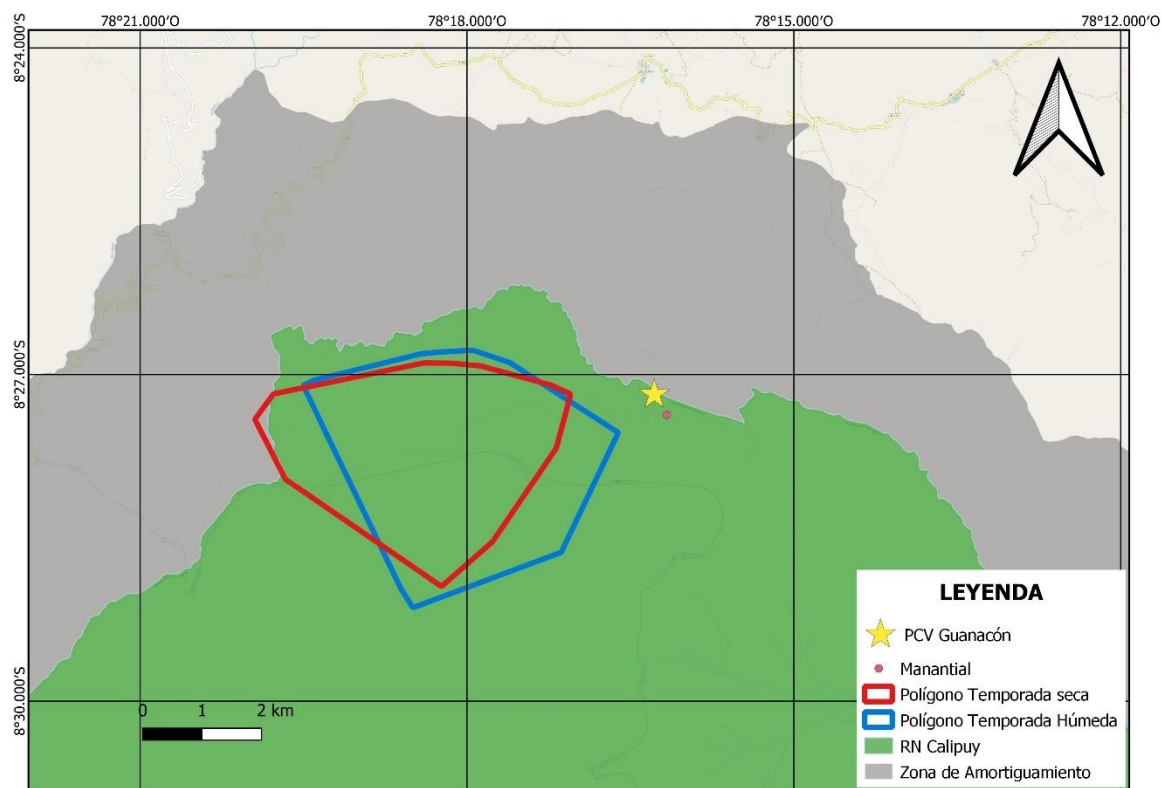 78°21.000'O 78°18.000'O 78°15.000'O 78°12.000'O
8°24.000'S
8°27.000'S
8°30.000'S
0 1 2 km
LEYENDA
PCV Guanacón
Manantial
Polígono Temporada seca
Polígono Temporada Húmeda
RN Calipuy
Zona de Amortiguamiento